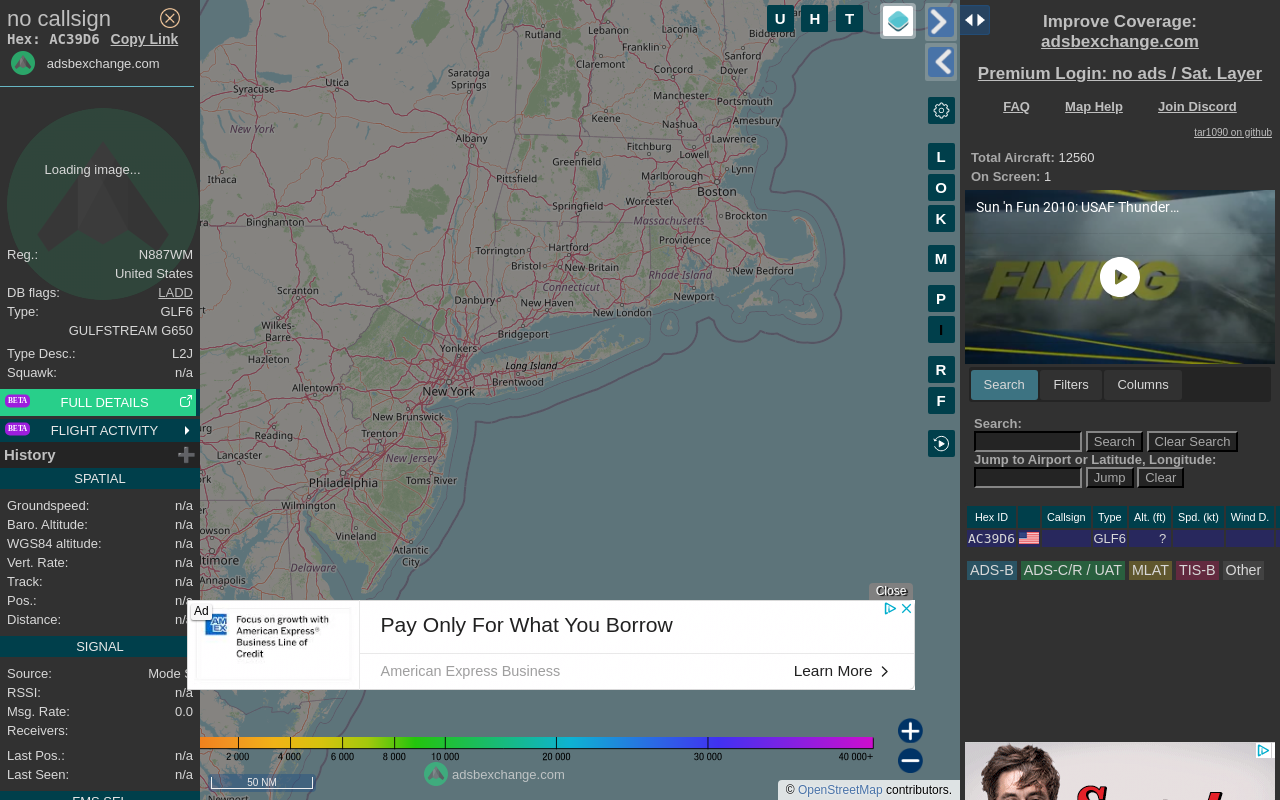 no callsign
Hex: AC39D6 Copy Link
adsbexchange.com
Loading image...
Reg.: N887WM
United States
DB flags: LADD
Type: GLF6
GULFSTREAM G650
Type Desc.: L2J
Squawk: n/a
BETA FULL DETAILS
BETA FLIGHT ACTIVITY
History
SPATIAL
Groundspeed: n/a
Baro. Altitude: n/a
WGS84 altitude: n/a
Vert. Rate: n/a
Track: n/a
Pos.: n/a
Distance: n/a
SIGNAL
Source: Mode S
RSSI: n/a
Msg. Rate: 0.0
Receivers:
Last Pos.: n/a
Last Seen: n/a
FMS SEL
U H T
L
O
K
M
P
I
R
F
Rutland
Lebanon
Laconia
Biddeford
Franklin
Claremont
Concord
Sanford
Dover
Saratoga
Springs
Utica
Syracuse
Manchester
Portsmouth
Keene
Nashua
Amesbury
New York
Albany
Lawrence
Fitchburg
Lowell
Greenfield
Ithaca
Pittsfield
Marlborough
Lynn
Boston
Worcester
Springfield
Massachusetts
Brockton
Binghamton
Providence
Hartford
Torrington
Bristol
New Britain
New Bedford
Rhode Island
Connecticut
Scranton
Danbury
New Haven
Newport
New London
Wilkes-
Barre
Bridgeport
Hazleton
Yonkers
Long Island
Brentwood
Allentown
New York
New Brunswick
Reading
Trenton
Lancaster
New Jersey
Philadelphia
Toms River
Wilmington
Vineland
Atlantic
City
Annapolis
Delaware
Newport
Close
Ad
AM
EX
Focus on growth with
American Express®
Business Line of
Credit
Pay Only For What You Borrow
American Express Business
Learn More
2 000 4 000 6 000 8 000 10 000 20 000 30 000 40 000+
adsbexchange.com
50 NM
© OpenStreetMap contributors.
Improve Coverage:
adsbexchange.com
Premium Login: no ads / Sat. Layer
FAQ Map Help Join Discord
tar1090 on github
Total Aircraft: 12560
On Screen: 1
Sun 'n Fun 2010: USAF Thunder...
FLYING
Search Filters Columns
Search:
Search Clear Search
Jump to Airport or Latitude, Longitude:
Jump Clear
Hex ID Callsign Type Alt. (ft) Spd. (kt) Wind D.
AC39D6 GLF6 ?
ADS-B ADS-C/R / UAT MLAT TIS-B Other